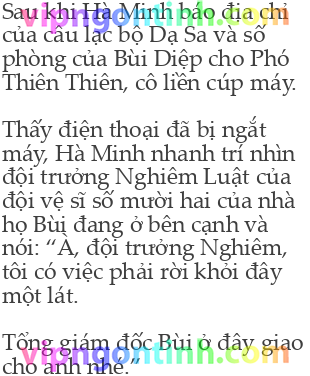 Sau khi Hà Minh báo địa chỉ
của câu lạc bộ Dạ Sa và số
phòng của Bùi Diệp cho Phó
Thiên Thiên, cô liền cúp máy.
Thấy điện thoại đã bị ngắt
máy, Hà Minh nhanh trí nhìn
đội trưởng Nghiêm Luật của
đội vệ sĩ số mười hai của nhà
họ Bùi đang ở bên cạnh và
nói: “À, đội trưởng Nghiêm,
tôi có việc phải rời khỏi đây
một lát.
Tổng giám đốc Bùi ở đây giao
cho anh nhé.”
vipngontinh.com
vipngontinh.com